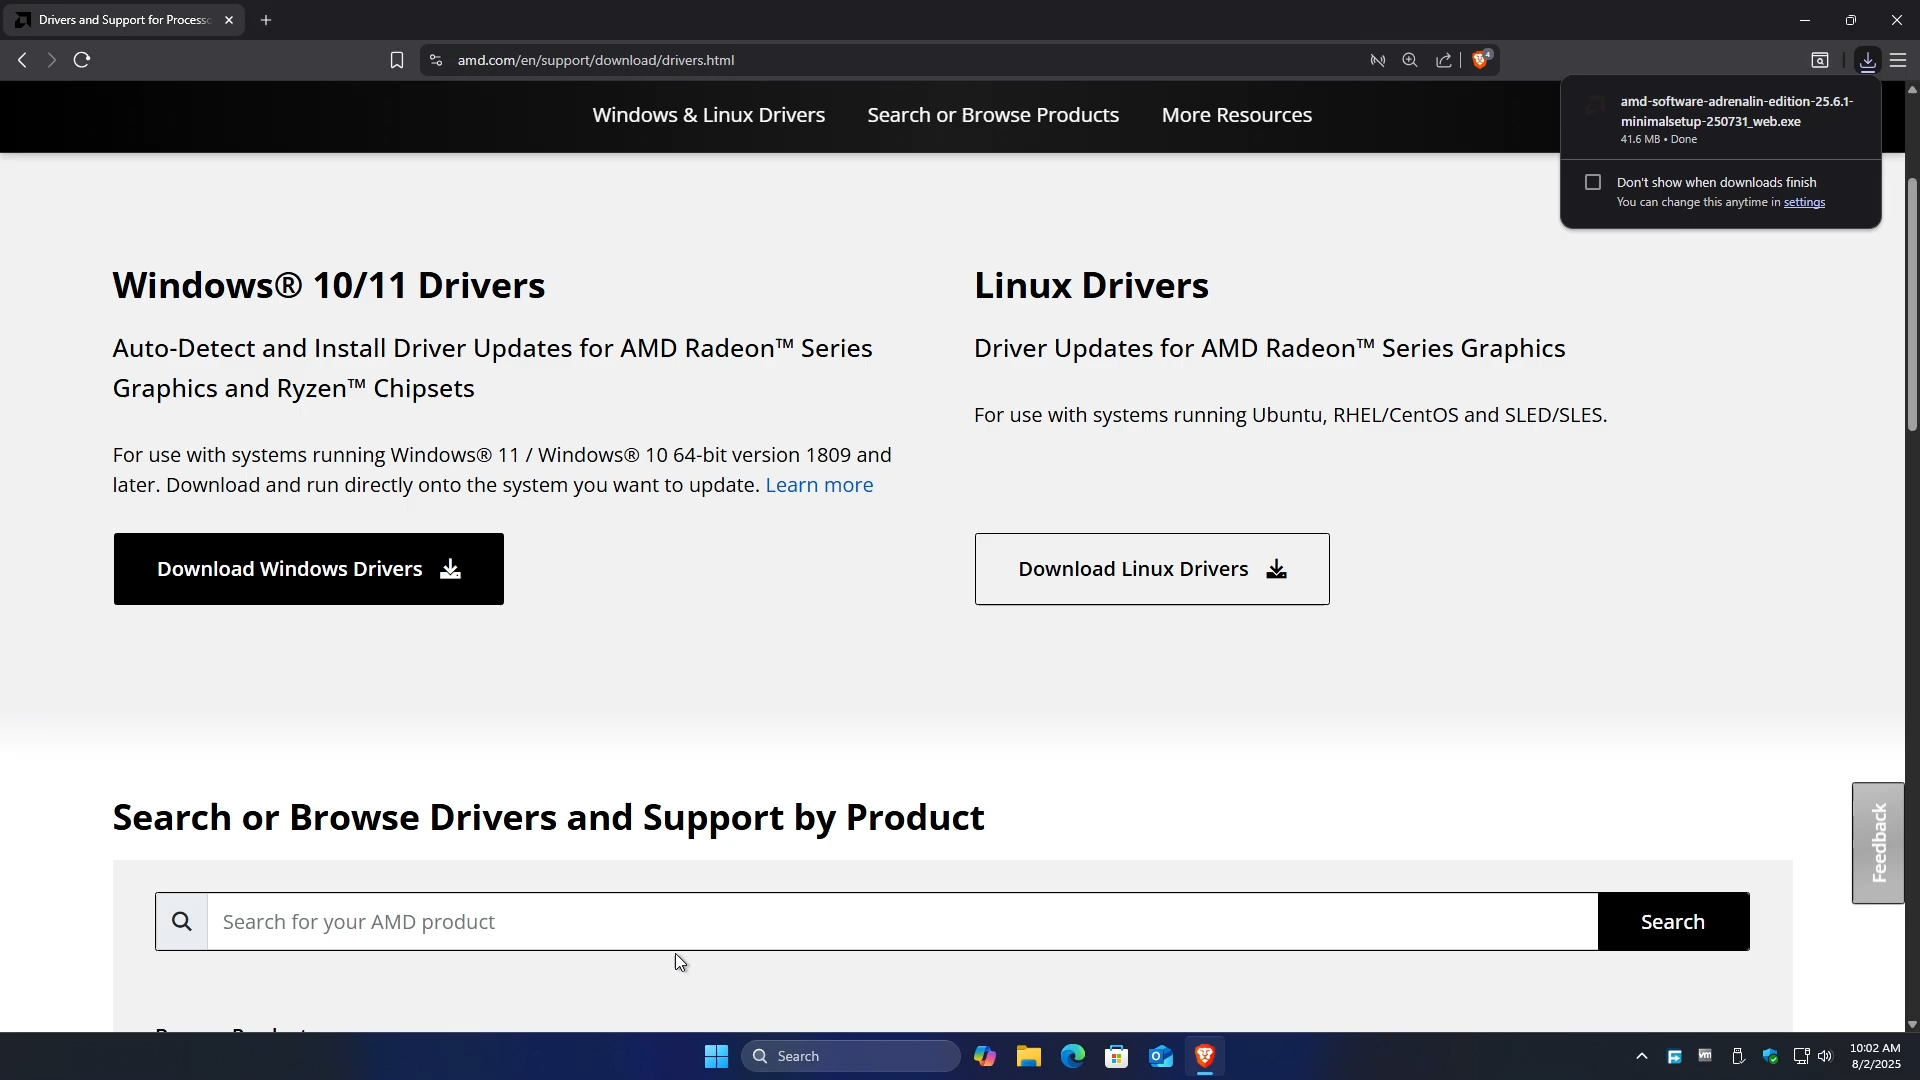 Drivers and Support for Process
amd.com/en/support/download/drivers.html
4
Windows & Linux Drivers
Search or Browse Products
More Resources
amd-software-adrenalin-edition-25.6.1-
minimalsetup-250731_web.exe
41.6 MB • Done
Don't show when downloads finish
You can change this anytime in settings
Windows® 10/11 Drivers
Auto-Detect and Install Driver Updates for AMD Radeon™ Series
Graphics and Ryzen™ Chipsets
For use with systems running Windows® 11 / Windows® 10 64-bit version 1809 and
later. Download and run directly onto the system you want to update. Learn more
Download Windows Drivers
Linux Drivers
Driver Updates for AMD Radeon™ Series Graphics
For use with systems running Ubuntu, RHEL/CentOS and SLED/SLES.
Download Linux Drivers
Search or Browse Drivers and Support by Product
Search for your AMD product
Search
Feedback
Search
vm
10:02 AM
8/2/2025